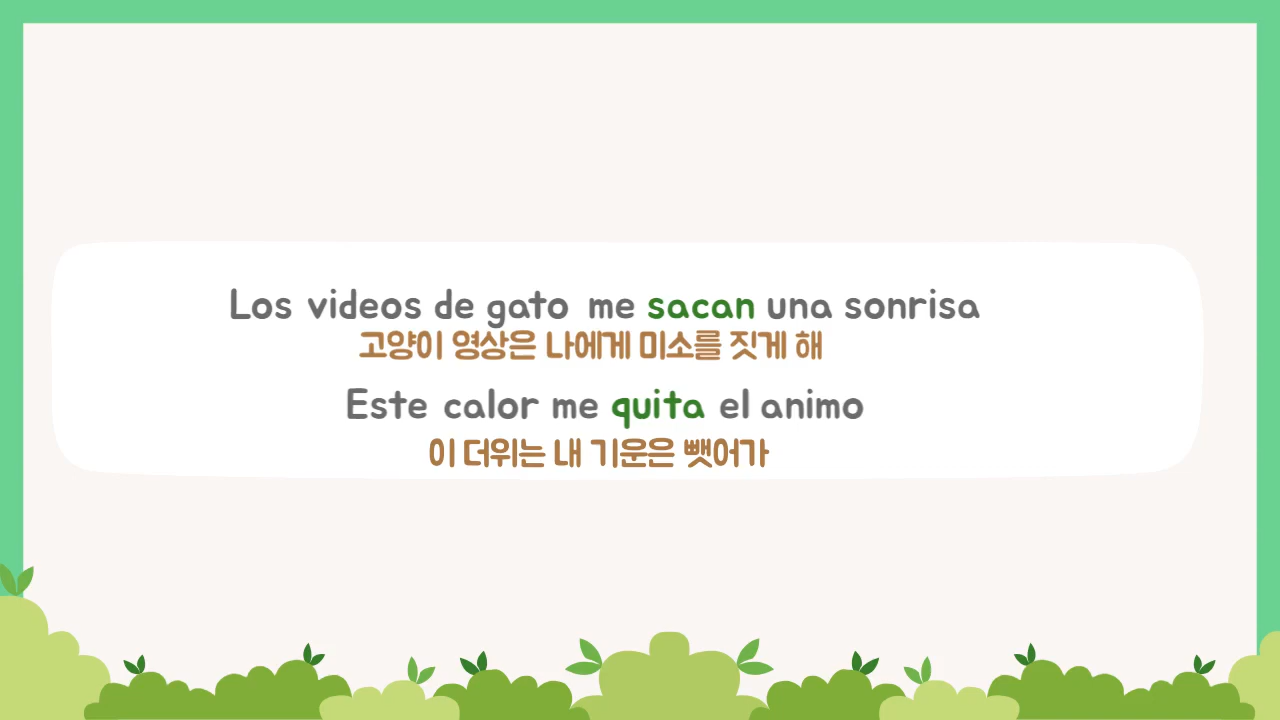 Los videos de gato me sacan una sonrisa
고양이 영상은 나에게 미소를 짓게 해
Este calor me quita el animo
이 더위는 내 기운은 뺏어가